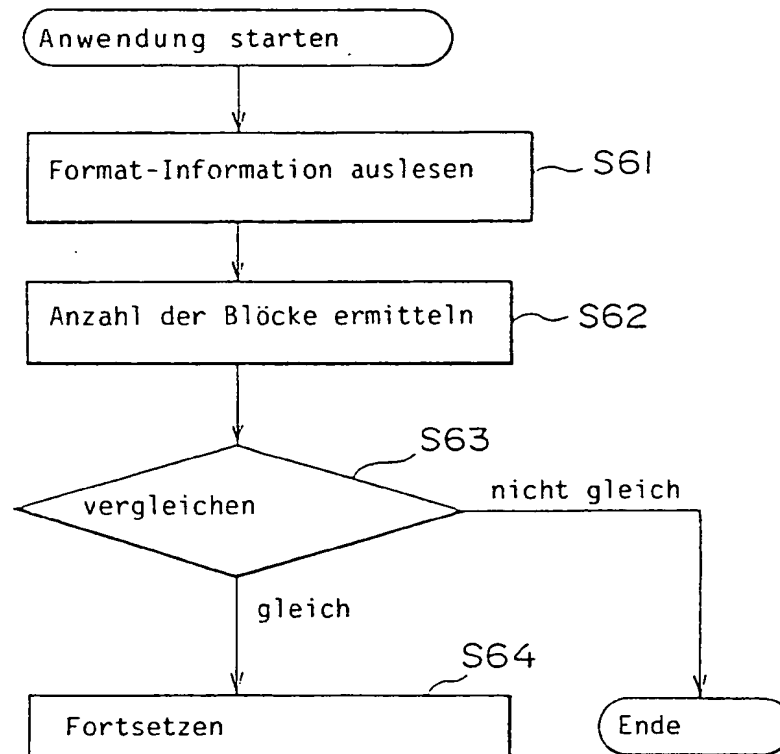 Anwendung starten
Format-Information auslesen
S61
Anzahl der Blöcke ermitteln
S62
S63
vergleichen
nicht gleich
gleich
S64
Fortsetzen
Ende